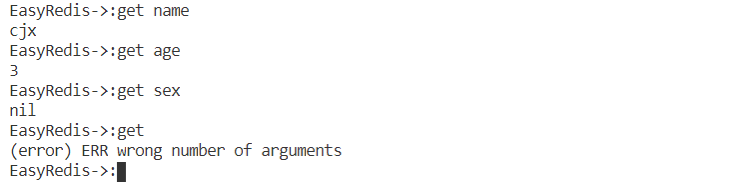 EasyRedis->:get name
cjx
EasyRedis->:get age
3
EasyRedis->:get sex
nil
EasyRedis->:get
(error) ERR wrong number of arguments
EasyRedis->: